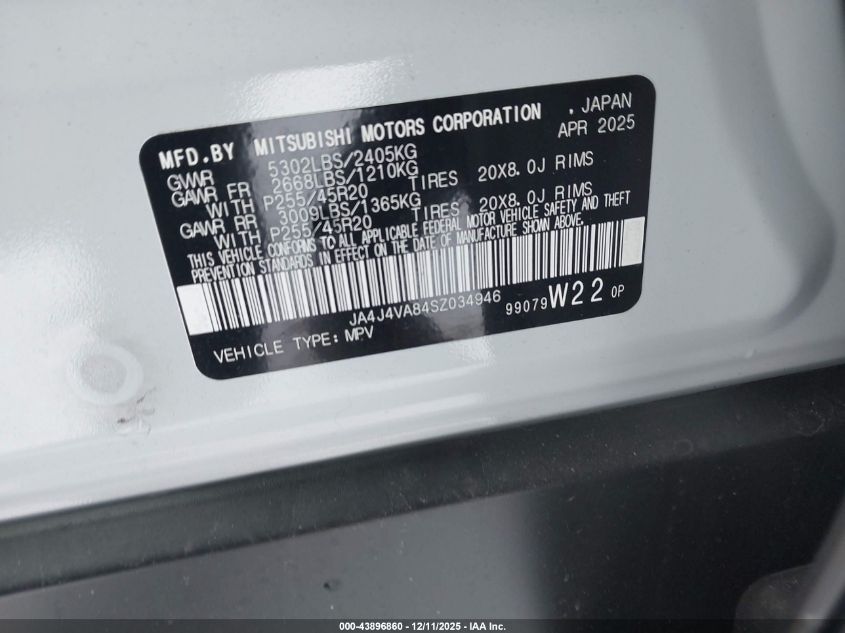 MFD.BY MITSUBISHI MOTORS CORPORATION , JAPAN
APR 2025
GVWR 5302LBS/2405KG
GAWR FR 2668LBS/1210KG
WITH P255/45R20 TIRES 20X8.0J RIMS
GAWR RR 3009LBS/1365KG
WITH P255/45R20 TIRES 20X8.0J RIMS
THIS VEHICLE CONFORMS TO ALL APPLICABLE FEDERAL MOTOR VEHICLE SAFETY AND THEFT
PREVENTION STANDARDS IN EFFECT ON THE DATE OF MANUFACTURE SHOWN ABOVE.
JA4J4VA84SZ034946
99079 W22 0P
VEHICLE TYPE: MPV
000-43896860 - 12/11/2025 - IAA Inc.